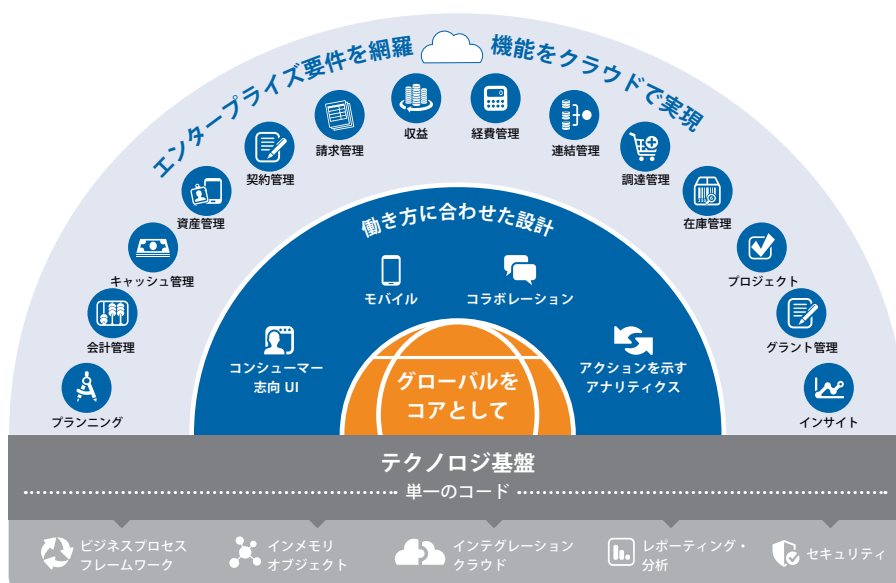 エンタープライズ要件を網羅
機能をクラウドで実現
プランニング
会計管理
キャッシュ管理
資産管理
契約管理
請求管理
収益
経費管理
連結管理
調達管理
在庫管理
プロジェクト
グラント管理
インサイト
働き方に合わせた設計
コンシューマー
志向 UI
モバイル
コラボレーション
アクションを示す
アナリティクス
グローバルを
コアとして
テクノロジ基盤
単一のコード
ビジネスプロセス
フレームワーク
インメモリ
オブジェクト
インテグレーション
クラウド
レポーティング・
分析
セキュリティ